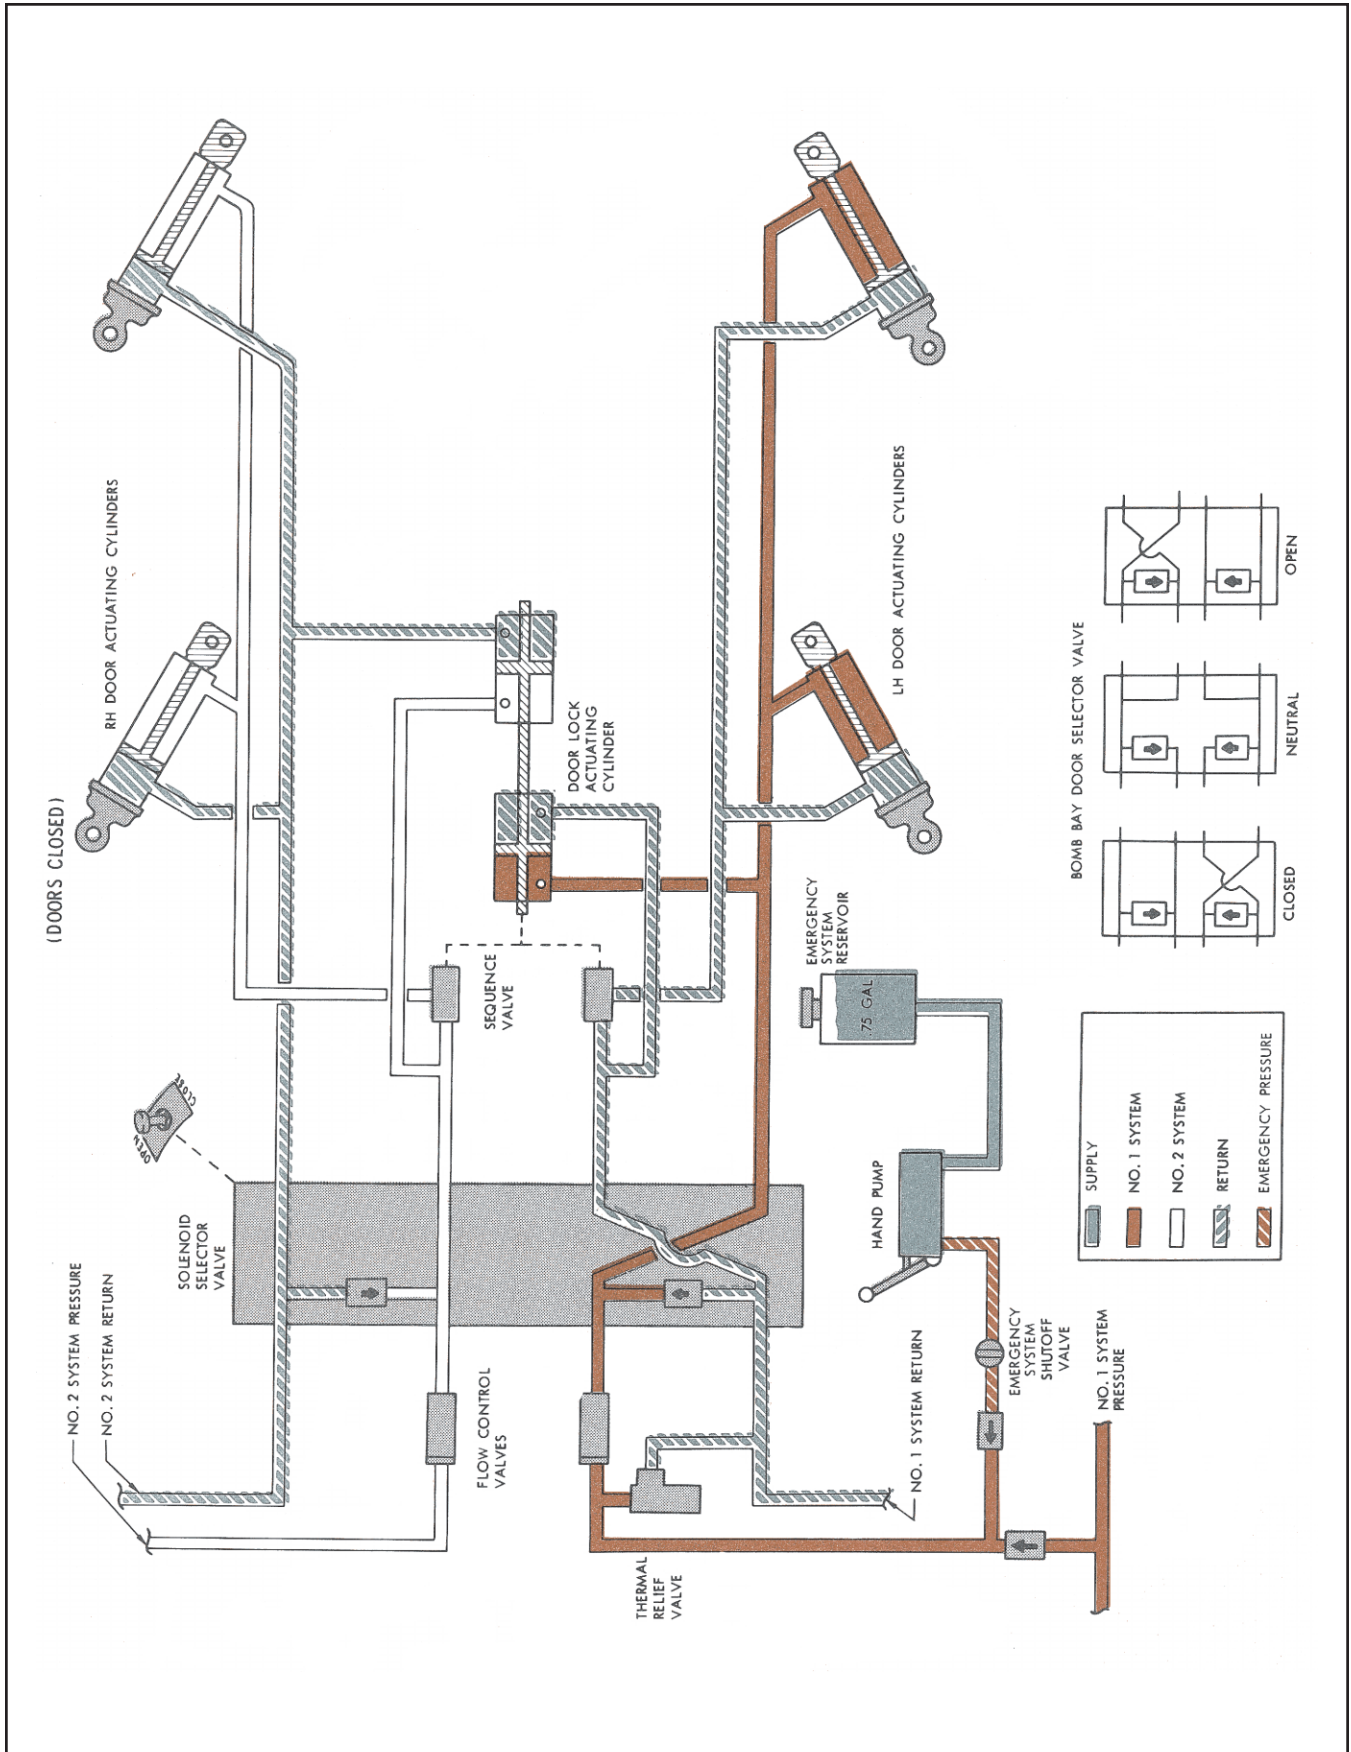 (DOORS CLOSED)
RH DOOR ACTUATING CYLINDERS
NO. 2 SYSTEM PRESSURE
NO. 2 SYSTEM RETURN
SOLENOID
SELECTOR
VALVE
OPEN
CLOSE
FLOW CONTROL
VALVES
SEQUENCE
VALVE
DOOR LOCK
ACTUATING
CYLINDER
THERMAL
RELIEF
VALVE
LH DOOR ACTUATING CYLINDERS
EMERGENCY
SYSTEM
RESERVOIR
.75 GAL
HAND PUMP
NO. 1 SYSTEM RETURN
EMERGENCY
SYSTEM
SHUTOFF
VALVE
NO. 1 SYSTEM
PRESSURE
BOMB BAY DOOR SELECTOR VALVE
CLOSED
NEUTRAL
OPEN
SUPPLY
NO. 1 SYSTEM
NO. 2 SYSTEM
RETURN
EMERGENCY PRESSURE